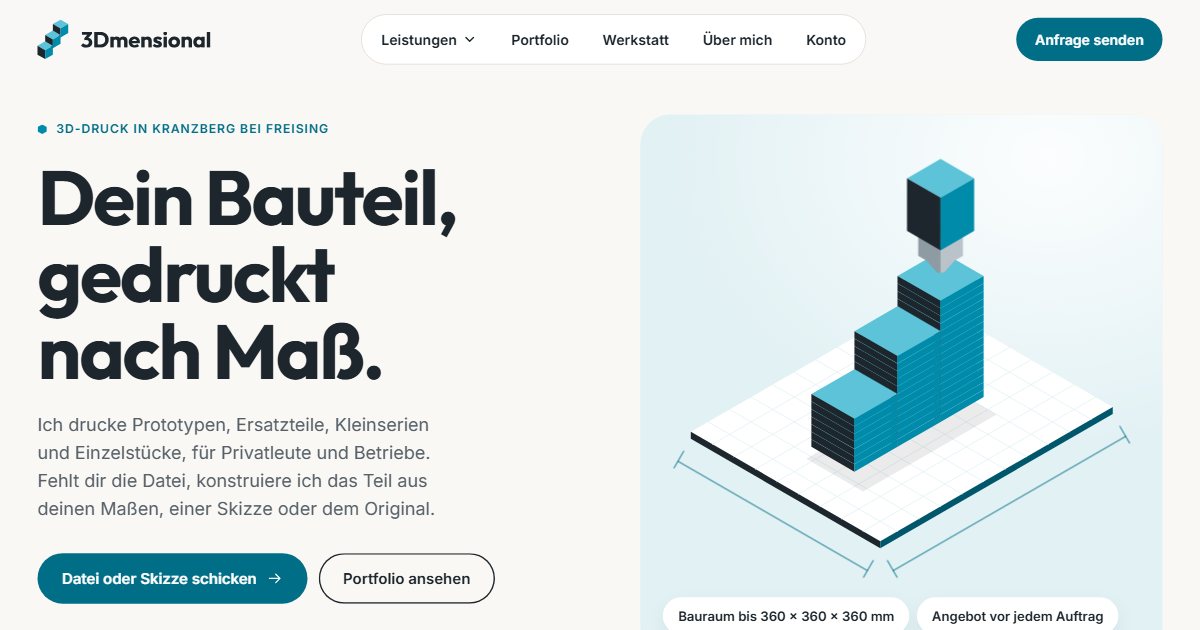 3Dmensional
Leistungen
Portfolio
Werkstatt
Über mich
Konto
Anfrage senden
3D-DRUCK IN KRANZBERG BEI FREISING
Dein Bauteil,
gedruckt
nach Maß.
Ich drucke Prototypen, Ersatzteile, Kleinserien
und Einzelstücke, für Privatleute und Betriebe.
Fehlt dir die Datei, konstruiere ich das Teil aus
deinen Maßen, einer Skizze oder dem Original.
Datei oder Skizze schicken →
Portfolio ansehen
Bauraum bis 360 × 360 × 360 mm
Angebot vor jedem Auftrag